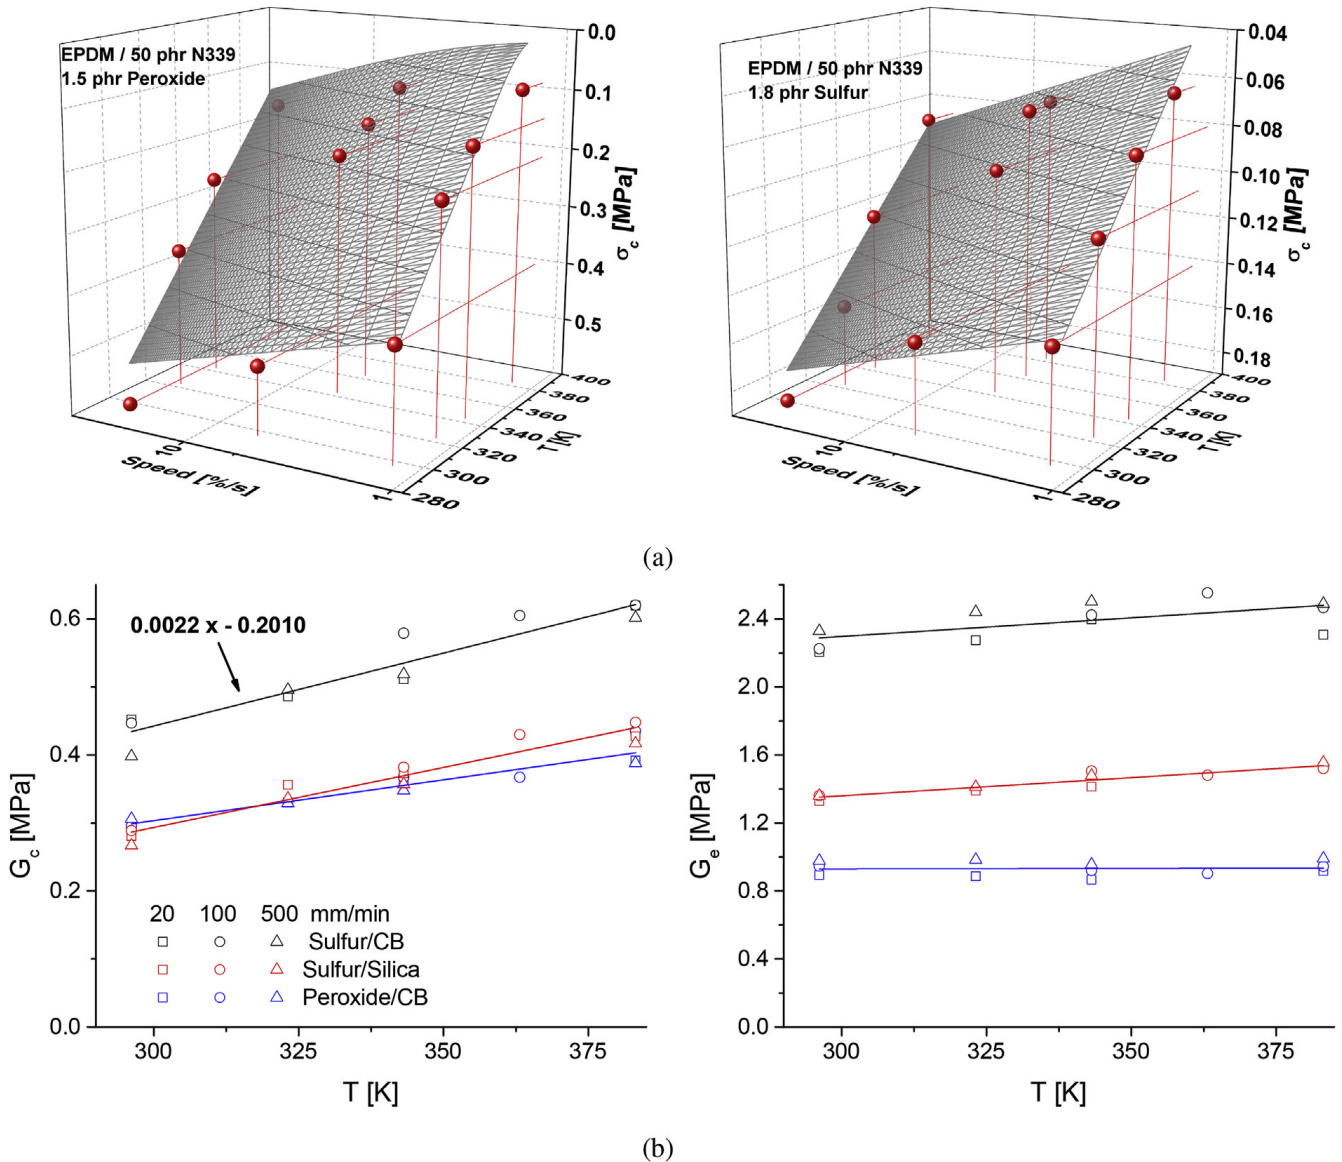 EPDM / 50 phr N339
1.5 phr Peroxide
0.0
0.1
0.2
0.3
0.4
0.5
σc [MPa]
400
380
360
340
320
300
280
T[K]
10
1
Speed [%/s]
EPDM / 50 phr N339
1.8 phr Sulfur
0.04
0.06
0.08
0.10
0.12
0.14
0.16
0.18
σc [MPa]
400
380
360
340
320
300
280
T[K]
10
1
Speed [%/s]
(a)
0.6
0.4
0.2
0.0
Gc [MPa]
0.0022 x - 0.2010
20 100 500 mm/min
Sulfur/CB
Sulfur/Silica
Peroxide/CB
300 325 350 375
T [K]
2.4
2.0
1.6
1.2
0.8
0.4
0.0
Ge [MPa]
300 325 350 375
T [K]
(b)